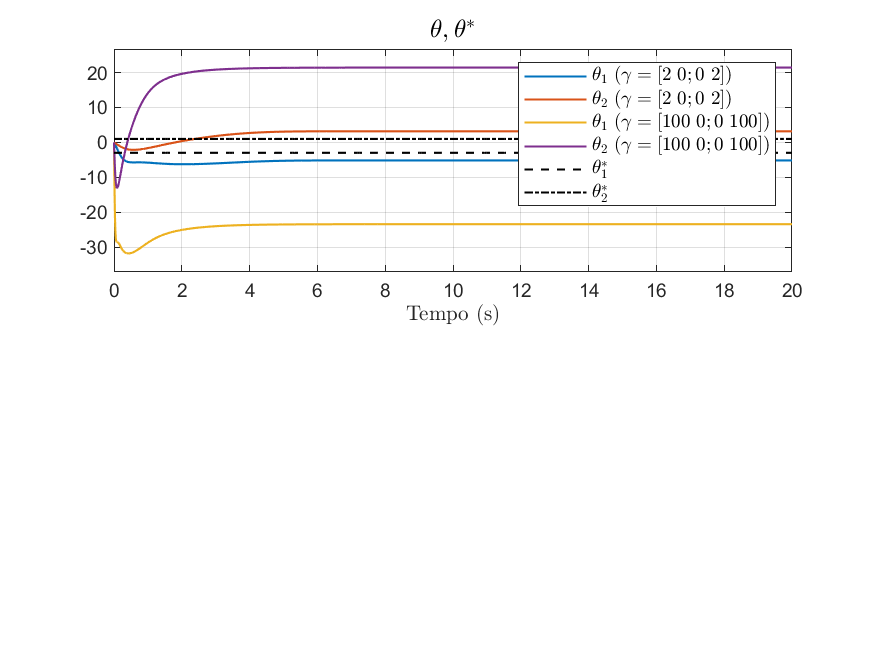 θ, θ*
20
10
0
-10
-20
-30
θ₁ (γ = [2 0; 0 2])
θ₂ (γ = [2 0; 0 2])
θ₁ (γ = [100 0; 0 100])
θ₂ (γ = [100 0; 0 100])
θ₁*
θ₂*
0 2 4 6 8 10 12 14 16 18 20
Tempo (s)